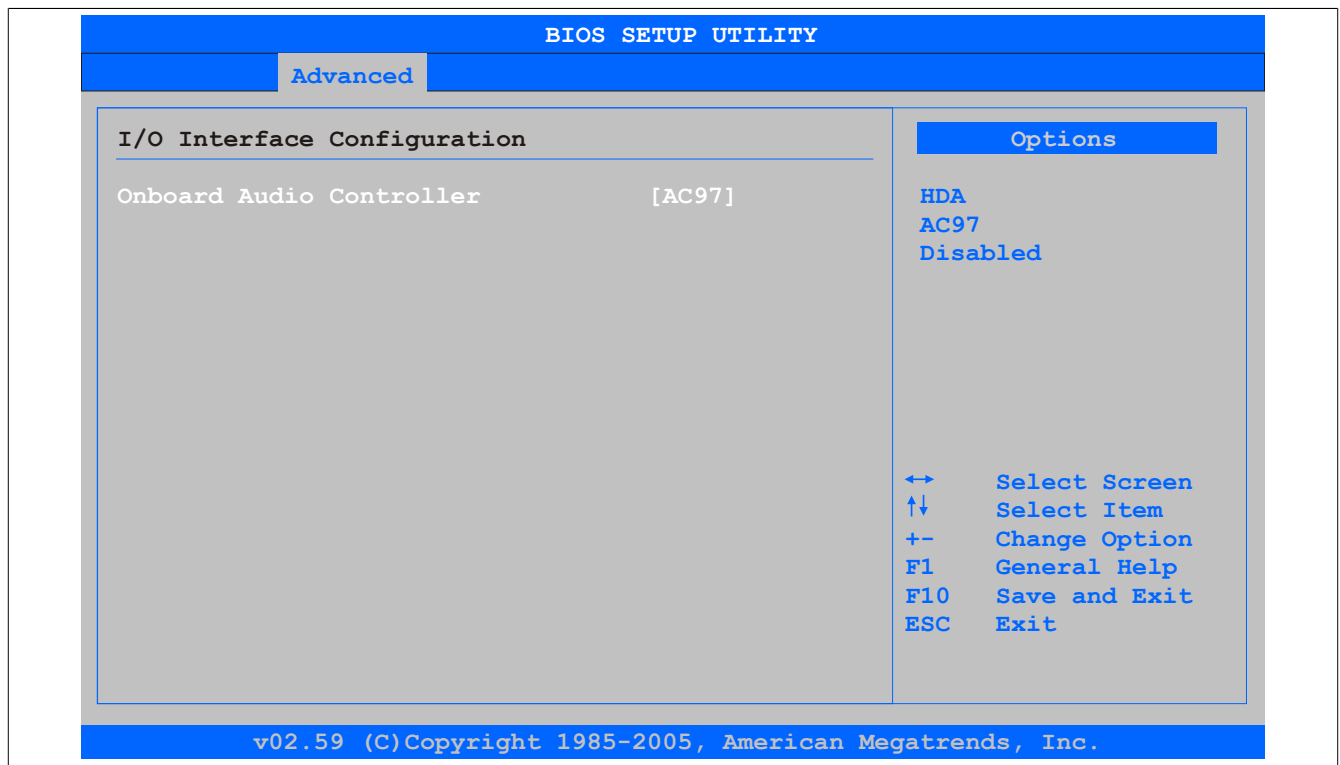 BIOS SETUP UTILITY
Advanced
I/O Interface Configuration
Onboard Audio Controller [AC97]
Options
HDA
AC97
Disabled
↔ Select Screen
↑↓ Select Item
+- Change Option
F1 General Help
F10 Save and Exit
ESC Exit
v02.59 (C)Copyright 1985-2005, American Megatrends, Inc.